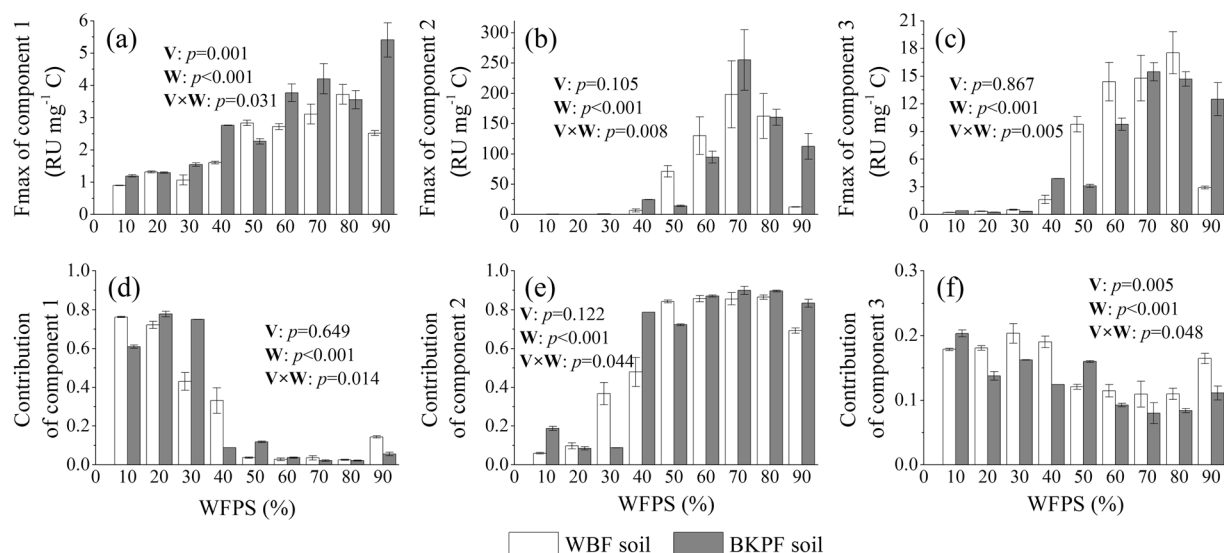 (a)
Fmax of component 1
(RU mg⁻¹ C)
V: p=0.001
W: p<0.001
V×W: p=0.031
6
5
4
3
2
1
0
0 10 20 30 40 50 60 70 80 90
(b)
Fmax of component 2
(RU mg⁻¹ C)
V: p=0.105
W: p<0.001
V×W: p=0.008
300
250
200
150
100
50
0
0 10 20 30 40 50 60 70 80 90
(c)
Fmax of component 3
(RU mg⁻¹ C)
V: p=0.867
W: p<0.001
V×W: p=0.005
21
18
15
12
9
6
3
0
0 10 20 30 40 50 60 70 80 90
(d)
Contribution
of component 1
V: p=0.649
W: p<0.001
V×W: p=0.014
1.0
0.8
0.6
0.4
0.2
0.0
0 10 20 30 40 50 60 70 80 90
WFPS (%)
(e)
Contribution
of component 2
V: p=0.122
W: p<0.001
V×W: p=0.044
1.0
0.8
0.6
0.4
0.2
0.0
0 10 20 30 40 50 60 70 80 90
WFPS (%)
(f)
Contribution
of component 3
V: p=0.005
W: p<0.001
V×W: p=0.048
0.3
0.2
0.1
0.0
0 10 20 30 40 50 60 70 80 90
WFPS (%)
WBF soil BKPF soil